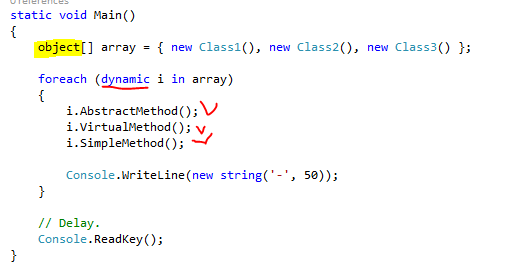 0 references
static void Main()
{
object[] array = { new Class1(), new Class2(), new Class3() };
foreach (dynamic i in array)
{
i.AbstractMethod();
i.VirtualMethod();
i.SimpleMethod();
Console.WriteLine(new string('-', 50));
}
// Delay.
Console.ReadKey();
}